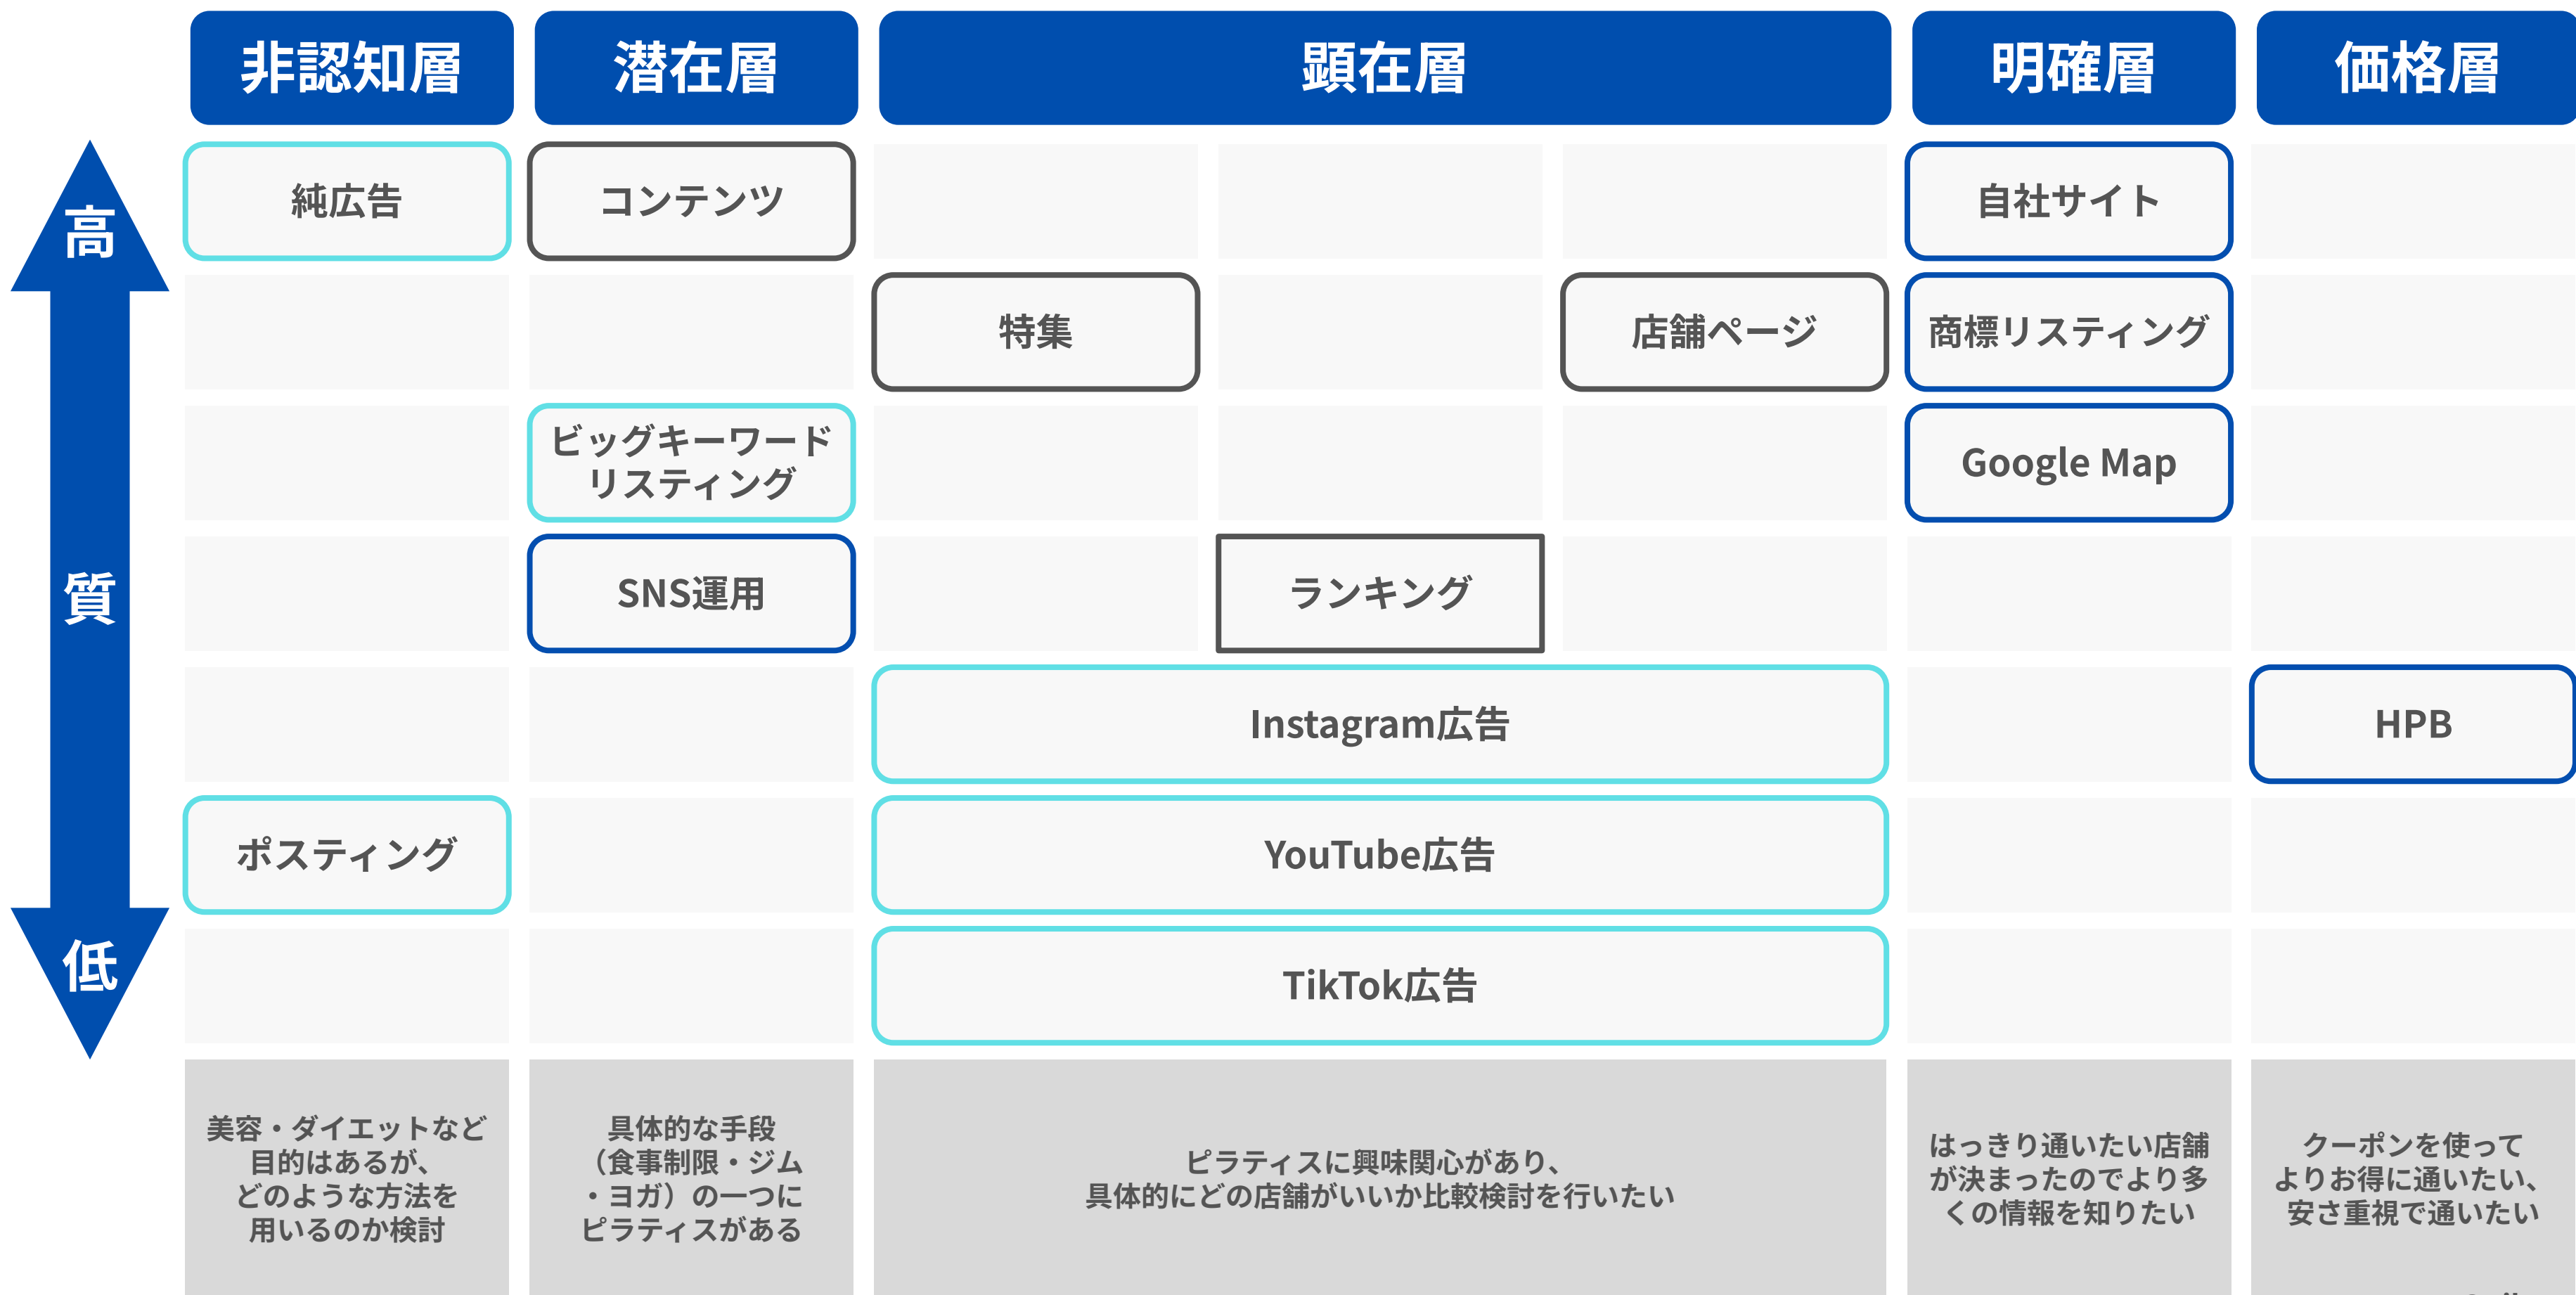 非認知層
潜在層
顕在層
明確層
価格層
高
質
低
純広告
コンテンツ
自社サイト
特集
店舗ページ
商標リスティング
ビッグキーワード
リスティング
Google Map
SNS運用
ランキング
Instagram広告
HPB
ポスティング
YouTube広告
TikTok広告
美容・ダイエットなど
目的はあるが、
どのような方法を
用いるのか検討
具体的な手段
（食事制限・ジム
・ヨガ）の一つに
ピラティスがある
ピラティスに興味関心があり、
具体的にどの店舗がいいか比較検討を行いたい
はっきり通いたい店舗
が決まったのでより多
くの情報を知りたい
クーポンを使って
よりお得に通いたい、
安さ重視で通いたい